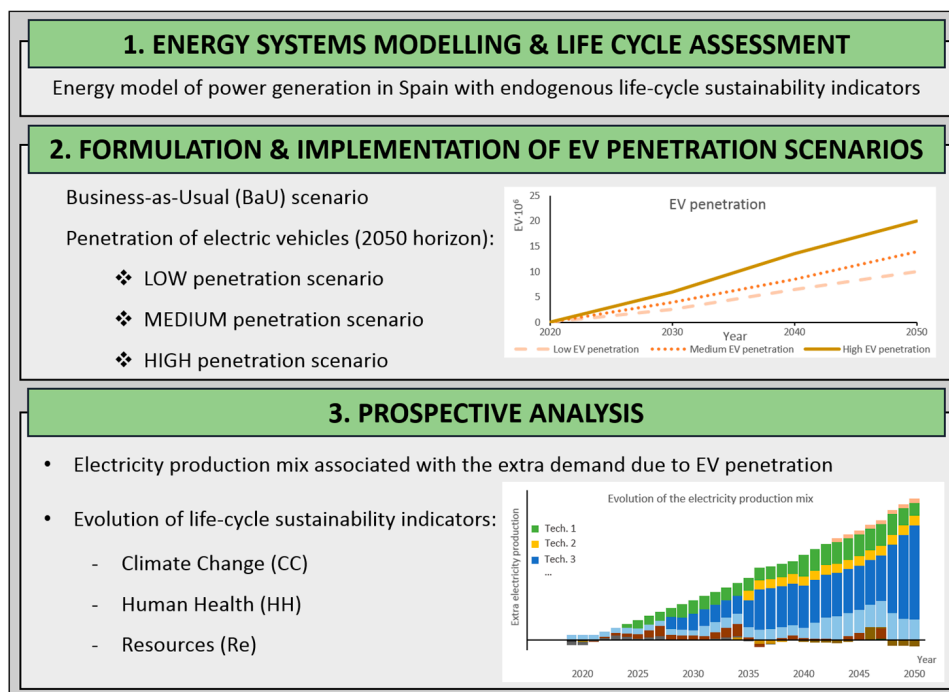 1. ENERGY SYSTEMS MODELLING & LIFE CYCLE ASSESSMENT
Energy model of power generation in Spain with endogenous life-cycle sustainability indicators
2. FORMULATION & IMPLEMENTATION OF EV PENETRATION SCENARIOS
Business-as-Usual (BaU) scenario
Penetration of electric vehicles (2050 horizon):
❖ LOW penetration scenario
❖ MEDIUM penetration scenario
❖ HIGH penetration scenario
EV penetration
EV·10⁶
25
20
15
10
5
0
2020 2030 2040 2050
Year
Low EV penetration Medium EV penetration High EV penetration
3. PROSPECTIVE ANALYSIS
• Electricity production mix associated with the extra demand due to EV penetration
• Evolution of life-cycle sustainability indicators:
- Climate Change (CC)
- Human Health (HH)
- Resources (Re)
Evolution of the electricity production mix
Extra electricity production
Tech. 1
Tech. 2
Tech. 3
...
Year
2020 2025 2030 2035 2040 2045 2050